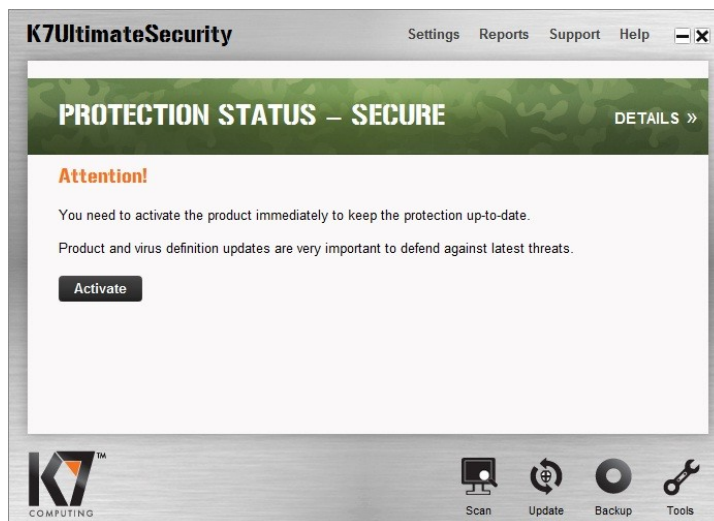 K7UltimateSecurity
Settings Reports Support Help
PROTECTION STATUS – SECURE
DETAILS »
Attention!
You need to activate the product immediately to keep the protection up-to-date.
Product and virus definition updates are very important to defend against latest threats.
Activate
K7™
COMPUTING
Scan Update Backup Tools